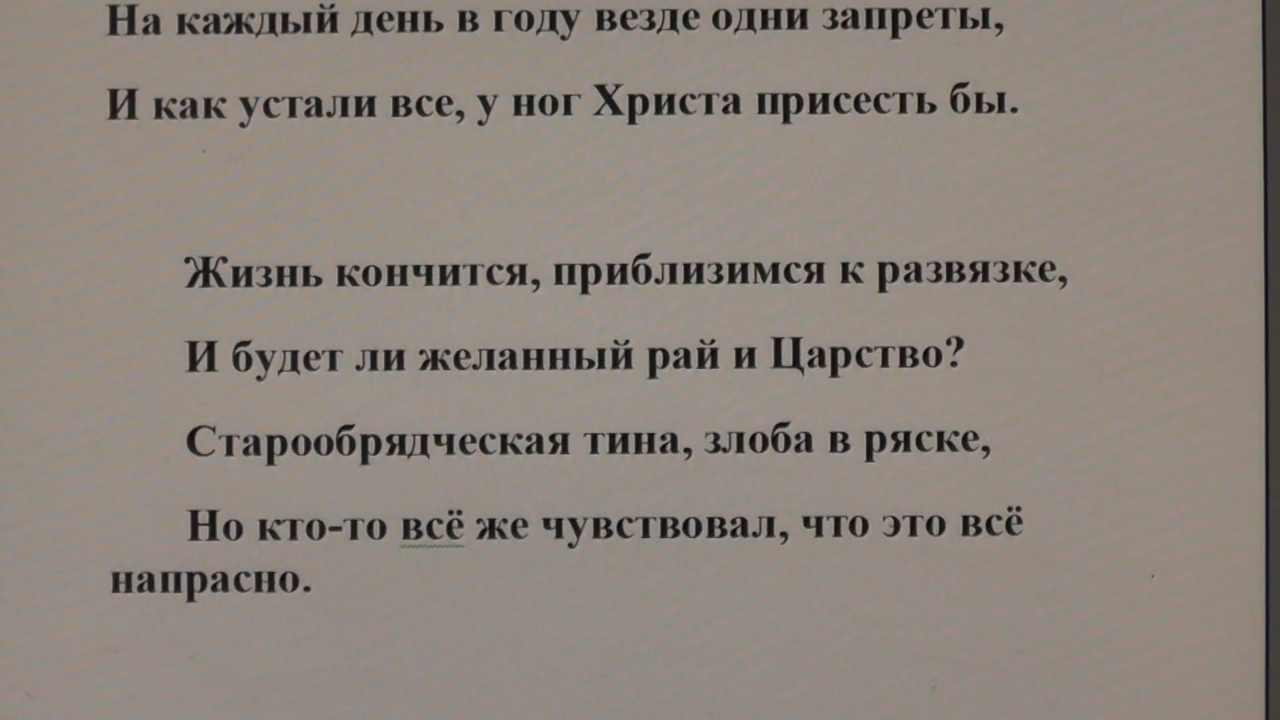 На каждый день в году везде одни запреты,
И как устали все, у ног Христа присесть бы.
Жизнь кончится, приблизимся к развязке,
И будет ли желанный рай и Царство?
Старообрядческая тина, злоба в ряске,
Но кто-то всё же чувствовал, что это всё
напрасно.